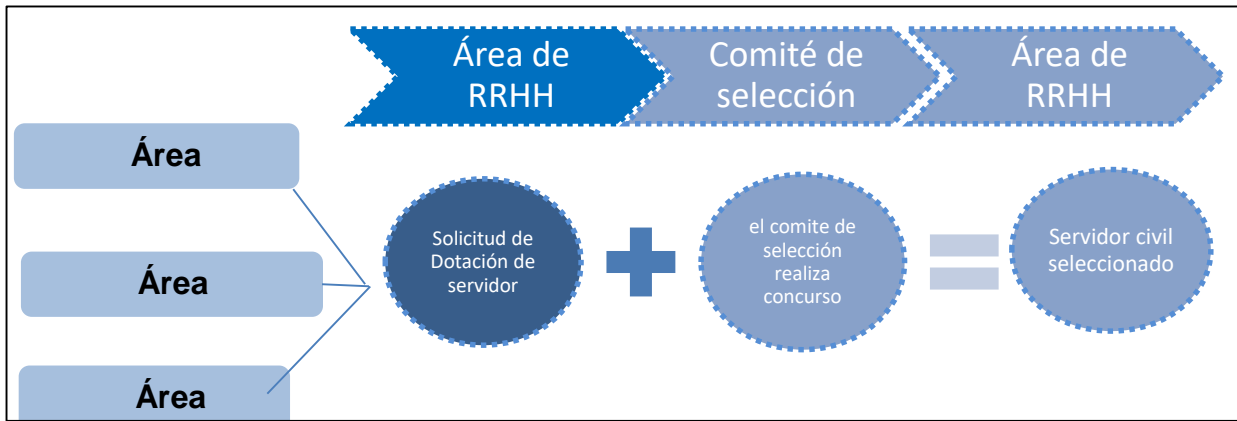 Área de
RRHH
Comité de
selección
Área de
RRHH
Área
Área
Área
Solicitud de
Dotación de
servidor
el comite de
selección
realiza
concurso
Servidor civil
seleccionado